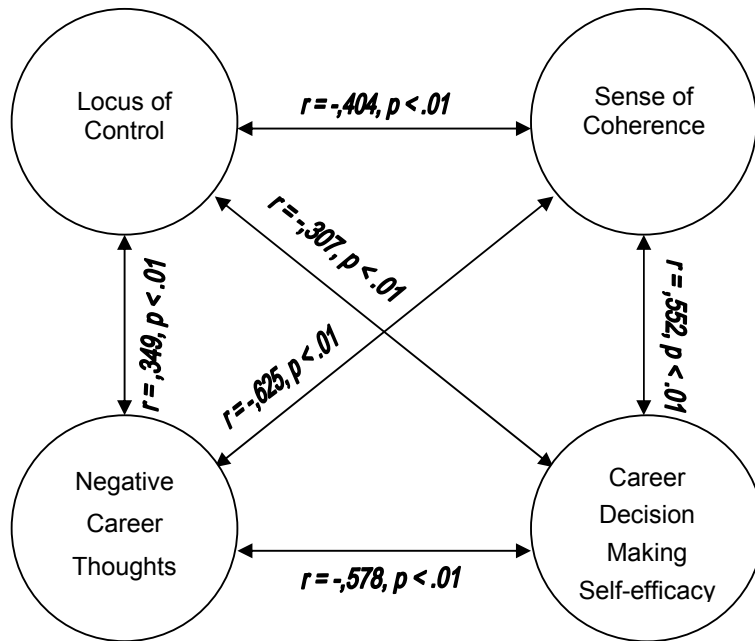 Locus of
Control
r = -,404, p < .01
Sense of
Coherence
r = -,307, p < .01
r = ,349, p < .01
r = -,625, p < .01
r = ,552, p < .01
Negative
Career
Thoughts
r = -,578, p < .01
Career
Decision
Making
Self-efficacy